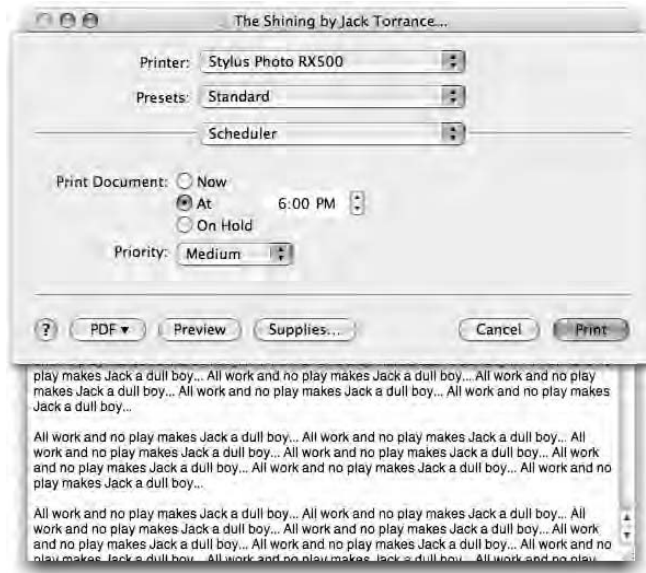 The Shining by Jack Torrance...
Printer: Stylus Photo RX500
Presets: Standard
Scheduler
Print Document: Now
At 6:00 PM
On Hold
Priority: Medium
? PDF Preview Supplies... Cancel Print
play makes Jack a dull boy... All work and no play makes Jack a dull boy... All work and no play
makes Jack a dull boy... All work and no play makes Jack a dull boy... All work and no play makes
Jack a dull boy...
All work and no play makes Jack a dull boy... All work and no play makes Jack a dull boy... All
work and no play makes Jack a dull boy... All work and no play makes Jack a dull boy... All work
and no play makes Jack a dull boy... All work and no play makes Jack a dull boy... All work and no
play makes Jack a dull boy...
All work and no play makes Jack a dull boy... All work and no play makes Jack a dull boy... All
work and no play makes Jack a dull boy... All work and no play makes Jack a dull boy... All work
and no play makes Jack a dull boy... All work and no play makes Jack a dull boy... All work and no